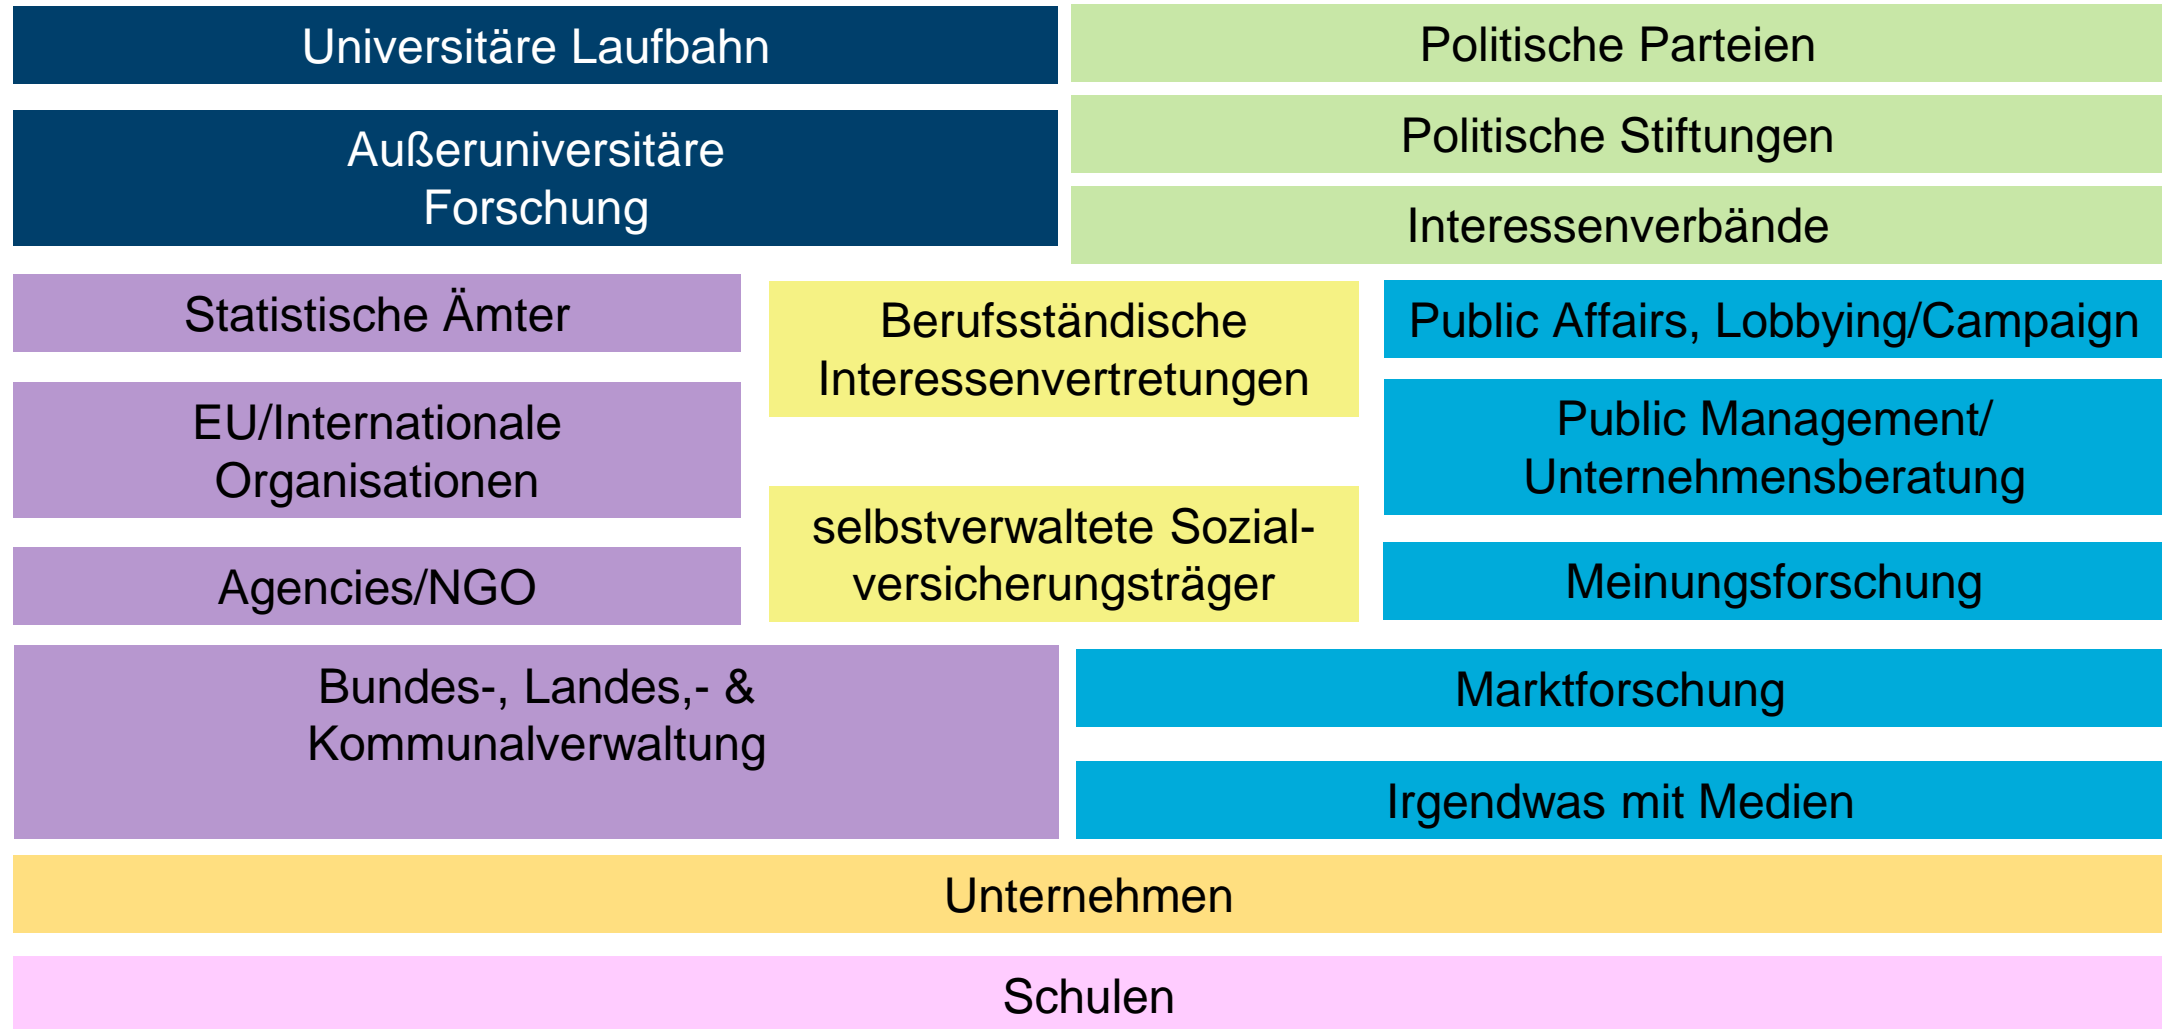 Universitäre Laufbahn
Außeruniversitäre
Forschung
Politische Parteien
Politische Stiftungen
Interessenverbände
Statistische Ämter
EU/Internationale
Organisationen
Agencies/NGO
Berufsständische
Interessenvertretungen
selbstverwaltete Sozial-
versicherungsträger
Public Affairs, Lobbying/Campaign
Public Management/
Unternehmensberatung
Meinungsforschung
Bundes-, Landes,- &
Kommunalverwaltung
Marktforschung
Irgendwas mit Medien
Unternehmen
Schulen